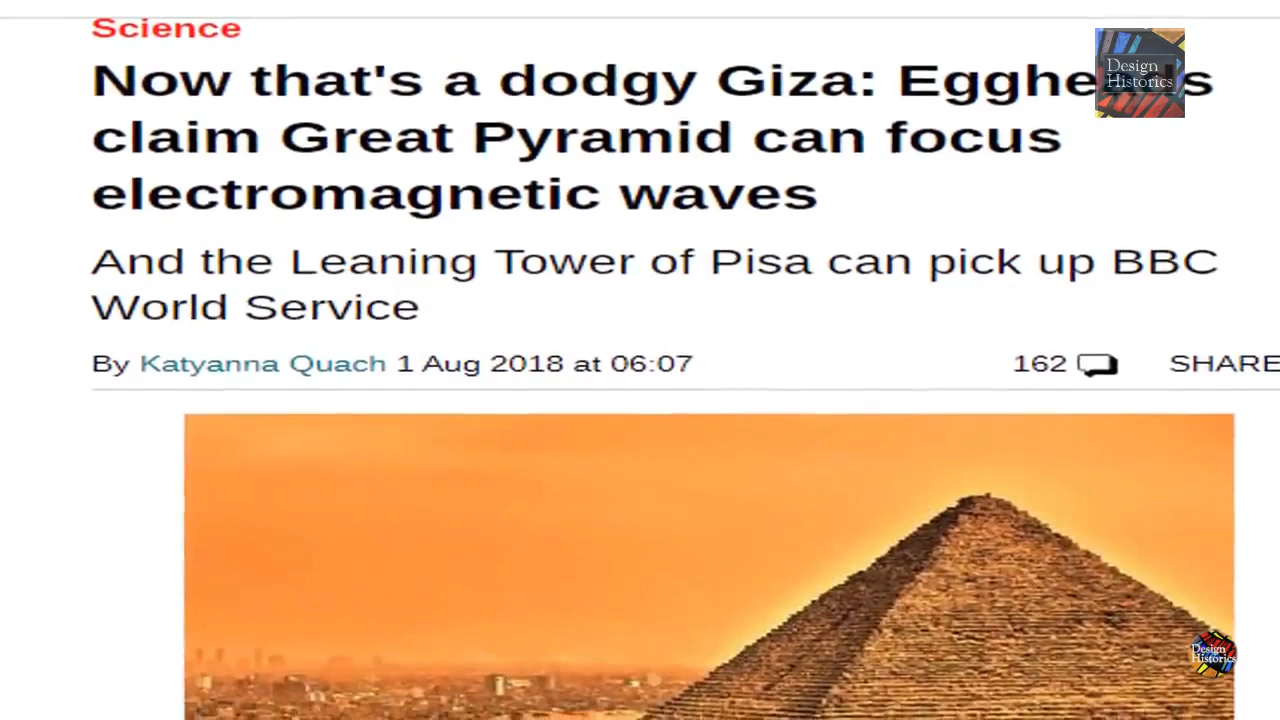 Science
Now that's a dodgy Giza: Egghe s
claim Great Pyramid can focus
electromagnetic waves
And the Leaning Tower of Pisa can pick up BBC
World Service
By Katyanna Quach 1 Aug 2018 at 06:07
162
SHARE
Design
Historics
Design
Historics